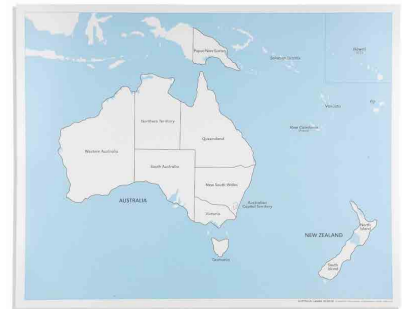 Papua New Guinea
Solomon Islands
Hawaii
Vanuatu
Fiji
New Caledonia
Northern Territory
Queensland
Western Australia
South Australia
New South Wales
AUSTRALIA
Australian
Capital Territory
Victoria
Tasmania
NEW ZEALAND
North
Island
South
Island